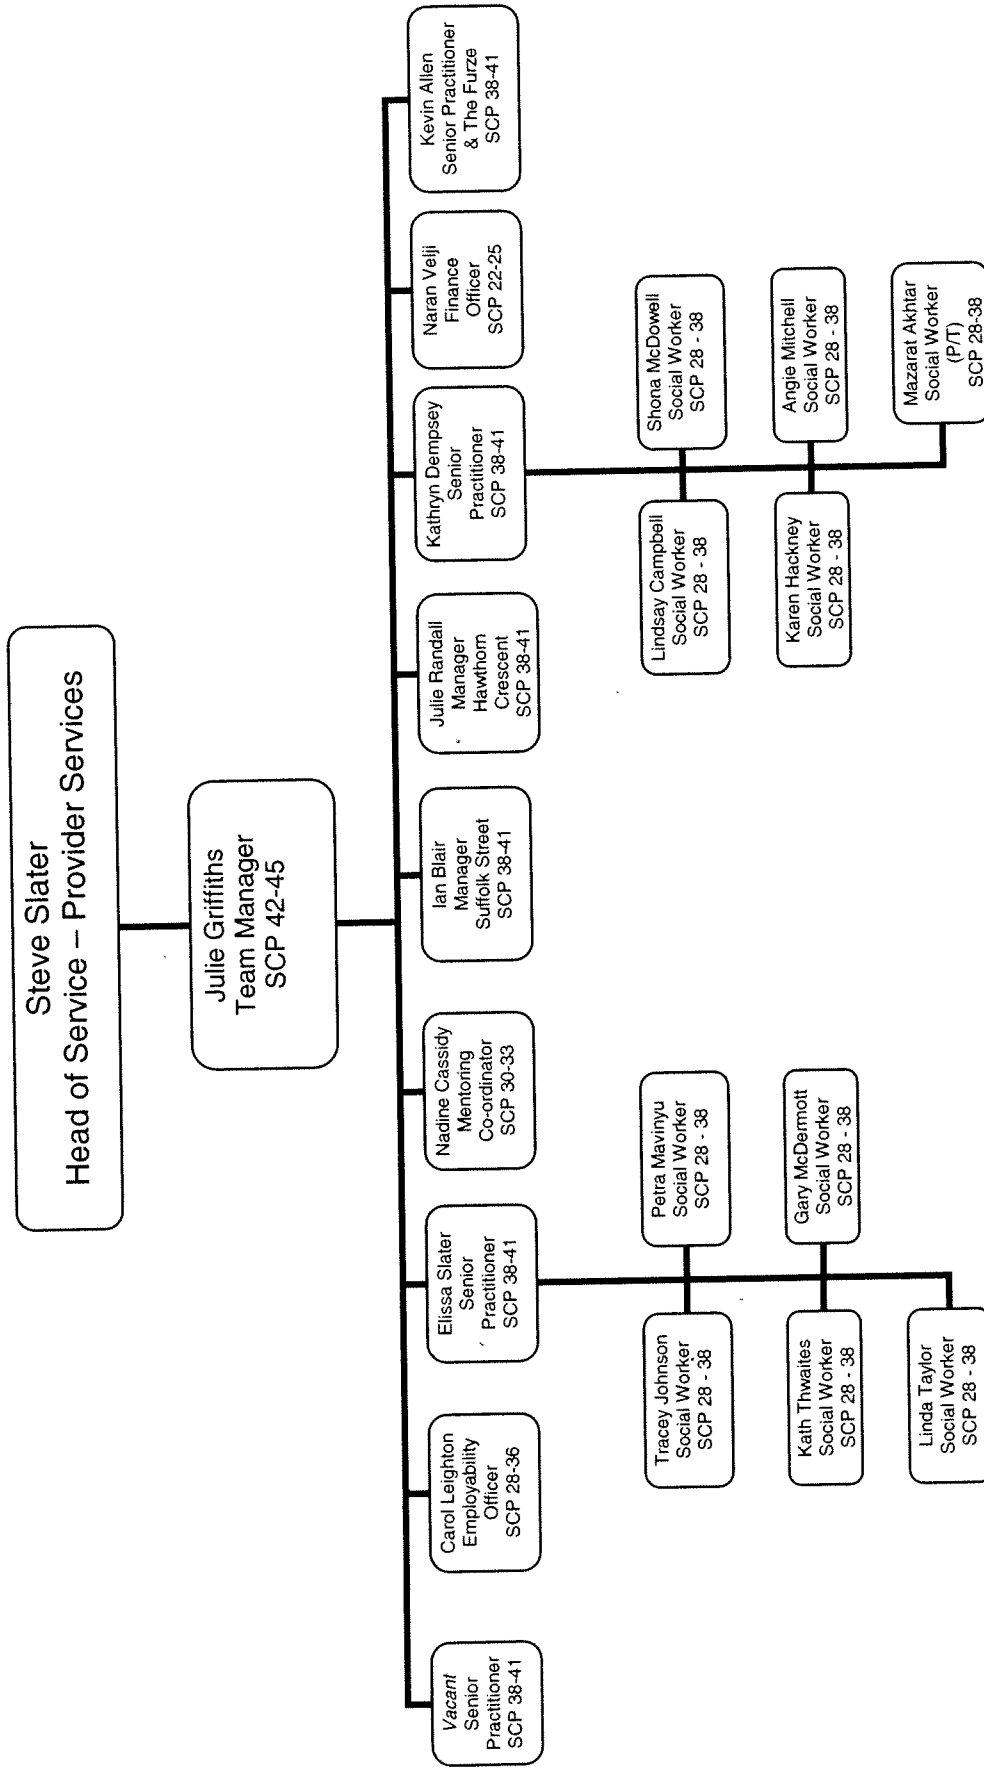 Steve Slater
Head of Service – Provider Services
Julie Griffiths
Team Manager
SCP 42-45
Vacant
Senior
Practitioner
SCP 38-41
Carol Leighton
Employability
Officer
SCP 28-36
Elissa Slater
Senior
Practitioner
SCP 38-41
Nadine Cassidy
Mentoring
Co-ordinator
SCP 30-33
Ian Blair
Manager
Suffolk Street
SCP 38-41
Julie Randall
Manager
Hawthorn
Crescent
SCP 38-41
Kathryn Dempsey
Senior
Practitioner
SCP 38-41
Naran Velji
Finance
Officer
SCP 22-25
Kevin Allen
Senior Practitioner
& The Furze
SCP 38-41
Tracey Johnson
Social Worker
SCP 28 - 38
Petra Mavinyu
Social Worker
SCP 28 - 38
Kath Thwaites
Social Worker
SCP 28 - 38
Gary McDermott
Social Worker
SCP 28 - 38
Linda Taylor
Social Worker
SCP 28 - 38
Lindsay Campbell
Social Worker
SCP 28 - 38
Shona McDowell
Social Worker
SCP 28 - 38
Karen Hackney
Social Worker
SCP 28 - 38
Angie Mitchell
Social Worker
SCP 28 - 38
Mazarat Akhtar
Social Worker
(P/T)
SCP 28-38